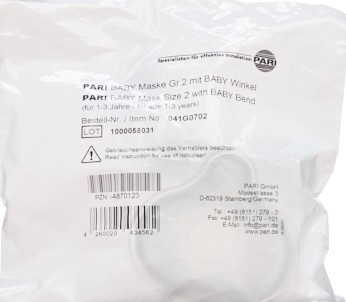 Spezialisten für effektive Inhalation
PARI
PARI BABY Maske Gr.2 mit BABY Winkel
PARI BABY Mask Size 2 with BABY Bend
(für 1-3 Jahre / for 1-3 years)
Bestell-Nr. / Item No.: 041G0702
LOT 1000058031
Gebrauchsanweisung des Verneblers beachten
Read instruction for use of nebuliser!
PARI GmbH
Moosstrasse 3
D-82319 Starnberg/Germany
PZN -4870123
Tel.: +49 (8151) 279 - 0
Fax: +49 (8151) 279 - 101
E-Mail: info@pari.de
www.pari.de
4 260020 434562